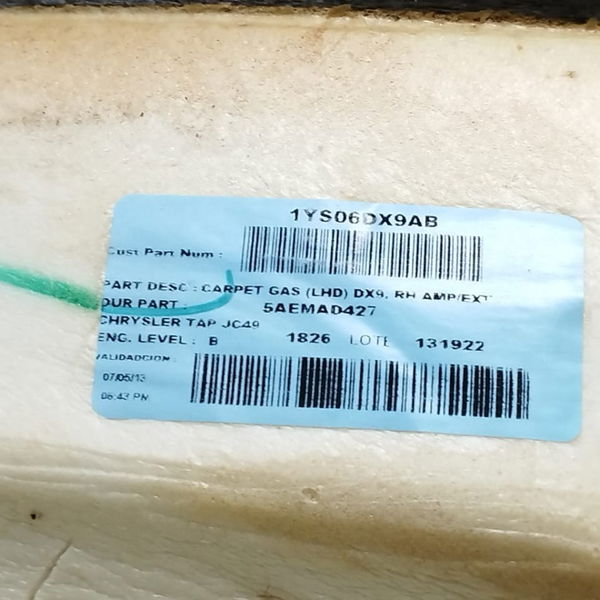 1YS06DX9AB
Cust Part Num :
PART DESC : CARPET GAS (LHD) DX9, RH AMP/EXT
OUR PART : 5AEMAD427
CHRYSLER TAP JC49
ENG. LEVEL : B 1826 LOTE 131922
VALIDADCION :
07/05/13
06:43 PM